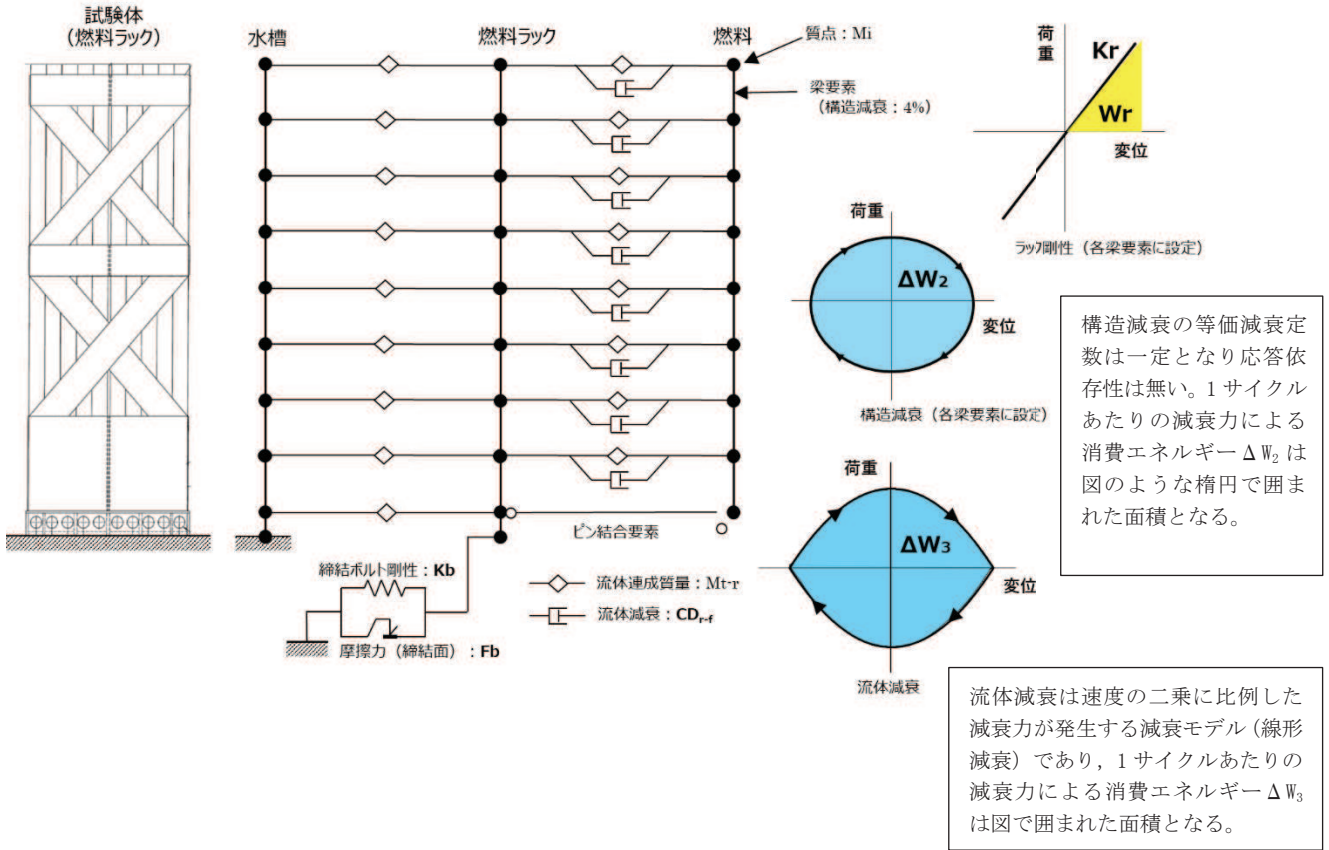 試験体
(燃料ラック)
水槽
燃料ラック
燃料
質点：Mi
梁要素
（構造減衰：4%）
荷重
Kr
Wr
変位
ラック剛性（各梁要素に設定）
荷重
ΔW₂
変位
構造減衰（各梁要素に設定）
構造減衰の等価減衰定
数は一定となり応答依
存性は無い。1サイクル
あたりの減衰力による
消費エネルギーΔW₂は
図のような楕円で囲ま
れた面積となる。
荷重
ΔW₃
変位
流体減衰
ピン結合要素
締結ボルト剛性：Kb
摩擦力（締結面）：Fb
流体連成質量：Mt-r
流体減衰：CDr-f
流体減衰は速度の二乗に比例した
減衰力が発生する減衰モデル（線形
減衰）であり，1サイクルあたりの
減衰力による消費エネルギーΔW₃
は図で囲まれた面積となる。